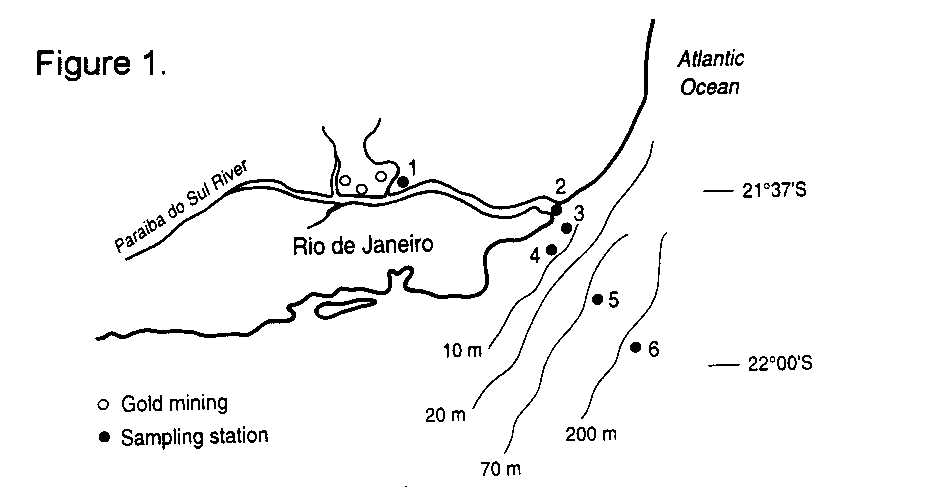 Figure 1.
Atlantic
Ocean
1
Paraiba do Sul River
2
21°37'S
3
Rio de Janeiro
4
5
10 m
6
22°00'S
Gold mining
20 m
Sampling station
200 m
70 m